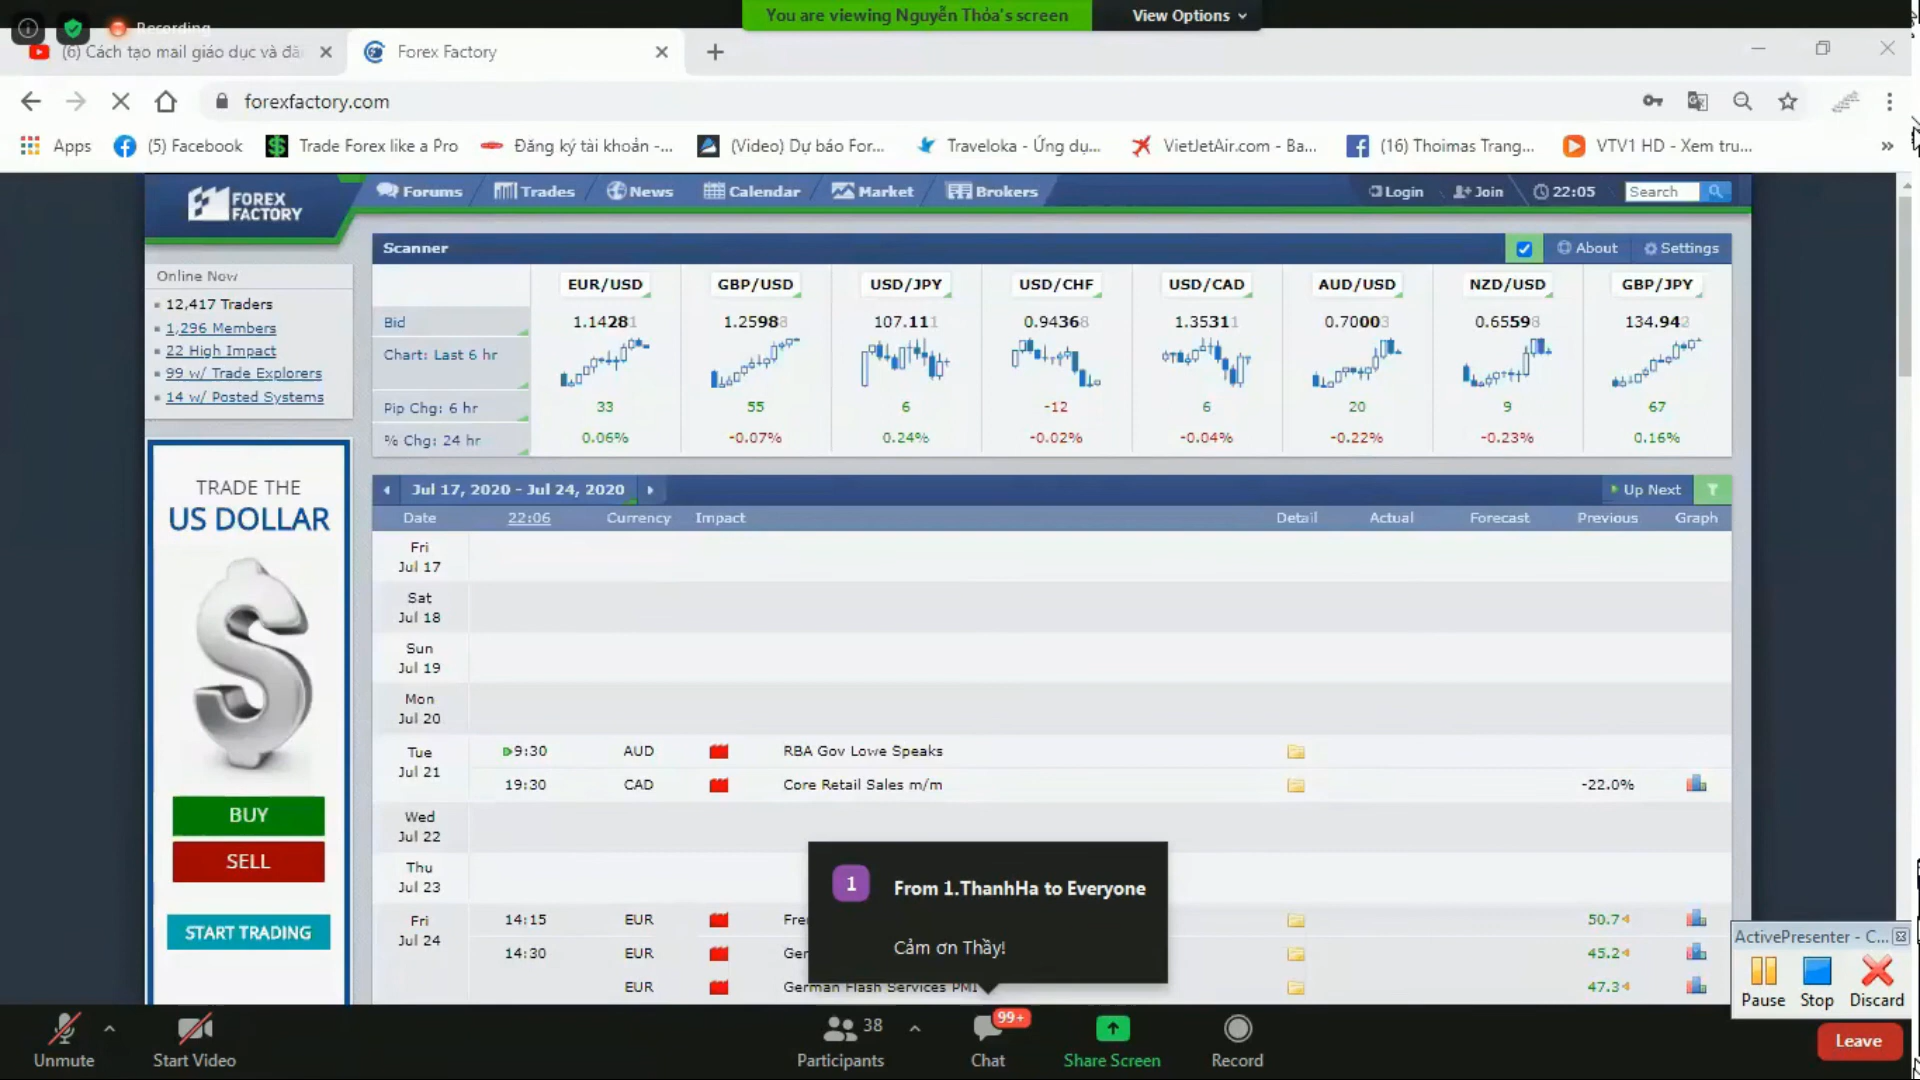 You are viewing Nguyễn Thỏa's screen
View Options
Recording
(6) Cách tạo mail giáo dục và đă
Forex Factory
forexfactory.com
Apps
(5) Facebook
Trade Forex like a Pro
Đăng ký tài khoản -...
(Video) Dự báo For...
Traveloka - Ứng dụ...
VietJetAir.com - Ba...
(16) Thoimas Trang...
VTV1 HD - Xem tru...
»
FOREX FACTORY
Forums
Trades
News
Calendar
Market
Brokers
Login
Join
22:05
Search
Scanner
About
Settings
Online Now
12,417 Traders
1,296 Members
22 High Impact
99 w/ Trade Explorers
14 w/ Posted Systems
EUR/USD GBP/USD USD/JPY USD/CHF USD/CAD AUD/USD NZD/USD GBP/JPY
Bid 1.14281 1.25988 107.111 0.94368 1.35311 0.70003 0.65598 134.942
Chart: Last 6 hr
Pip Chg: 6 hr 33 55 6 -12 6 20 9 67
% Chg: 24 hr 0.06% -0.07% 0.24% -0.02% -0.04% -0.22% -0.23% 0.16%
TRADE THE
US DOLLAR
BUY
SELL
START TRADING
Jul 17, 2020 - Jul 24, 2020
Up Next
Date 22:06 Currency Impact Detail Actual Forecast Previous Graph
Fri
Jul 17
Sat
Jul 18
Sun
Jul 19
Mon
Jul 20
Tue
Jul 21
9:30 AUD RBA Gov Lowe Speaks
19:30 CAD Core Retail Sales m/m -22.0%
Wed
Jul 22
Thu
Jul 23
Fri
Jul 24
14:15 EUR Fre 50.7
14:30 EUR Ger 45.2
EUR German Flash Services PMI 47.3
1
From 1.ThanhHa to Everyone
Cảm ơn Thầy!
ActivePresenter - C...
Pause
Stop
Discard
Unmute
Start Video
Participants
38
Chat
99+
Share Screen
Record
Leave